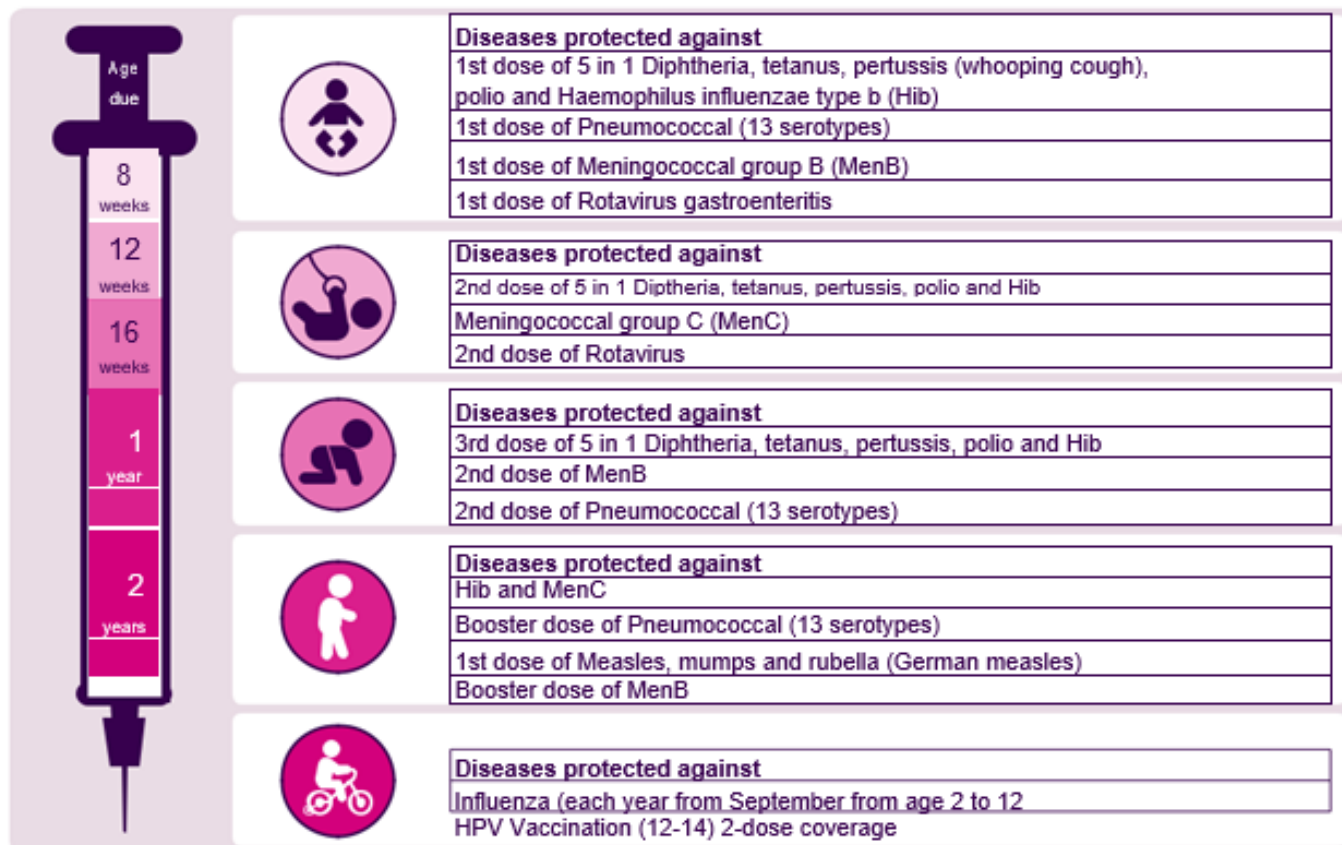 Age
due
8
weeks
12
weeks
16
weeks
1
year
2
years
Diseases protected against
1st dose of 5 in 1 Diphtheria, tetanus, pertussis (whooping cough),
polio and Haemophilus influenzae type b (Hib)
1st dose of Pneumococcal (13 serotypes)
1st dose of Meningococcal group B (MenB)
1st dose of Rotavirus gastroenteritis
Diseases protected against
2nd dose of 5 in 1 Diptheria, tetanus, pertussis, polio and Hib
Meningococcal group C (MenC)
2nd dose of Rotavirus
Diseases protected against
3rd dose of 5 in 1 Diphtheria, tetanus, pertussis, polio and Hib
2nd dose of MenB
2nd dose of Pneumococcal (13 serotypes)
Diseases protected against
Hib and MenC
Booster dose of Pneumococcal (13 serotypes)
1st dose of Measles, mumps and rubella (German measles)
Booster dose of MenB
Diseases protected against
Influenza (each year from September from age 2 to 12
HPV Vaccination (12-14) 2-dose coverage